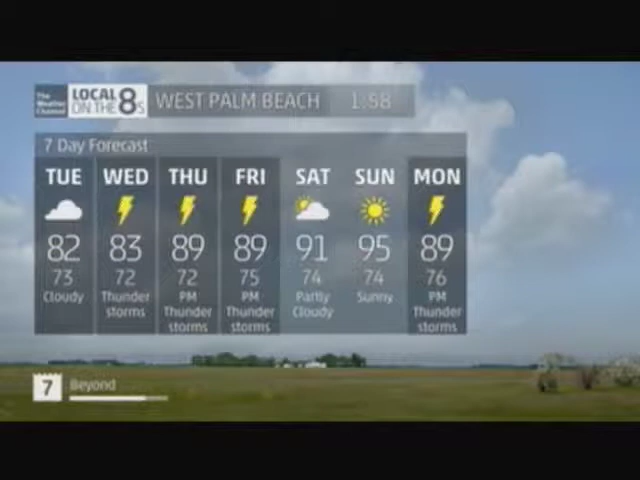 The Weather Channel
LOCAL ON THE 8s
WEST PALM BEACH 1:58
7 Day Forecast
TUE WED THU FRI SAT SUN MON
82 83 89 89 91 95 89
73 72 72 75 74 74 76
Cloudy Thunder storms PM Thunder storms PM Thunder storms Partly Cloudy Sunny PM Thunder storms
7 Beyond